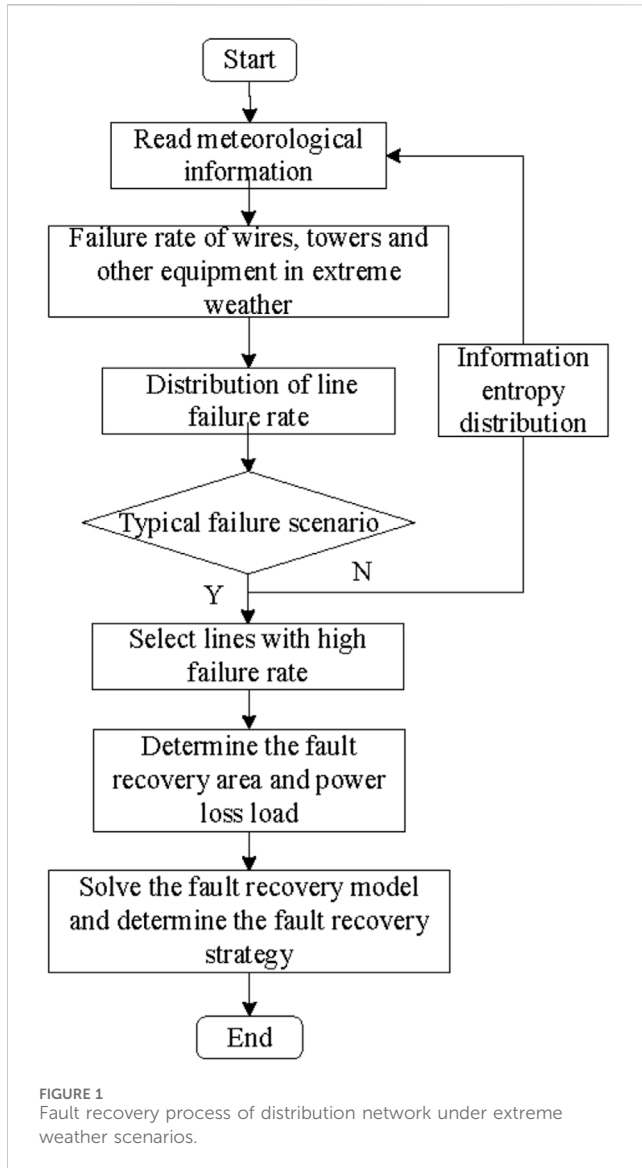 Start
Read meteorological
information
Failure rate of wires, towers and
other equipment in extreme
weather
Distribution of line
failure rate
Information
entropy
distribution
Typical failure scenario
N
Y
Select lines with high
failure rate
Determine the fault
recovery area and power
loss load
Solve the fault recovery model
and determine the fault recovery
strategy
End
FIGURE 1
Fault recovery process of distribution network under extreme
weather scenarios.